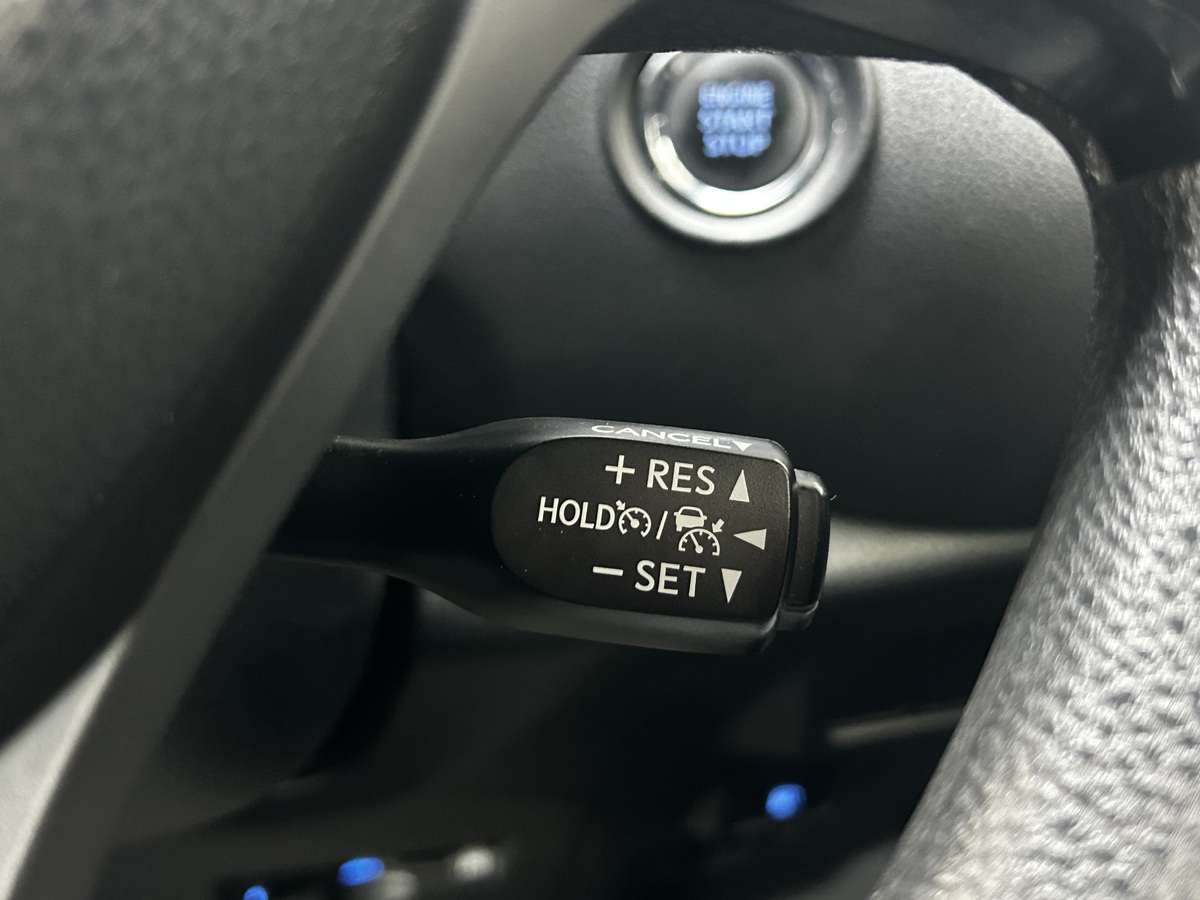 ENGINE
START
STOP
CANCEL▼
+ RES ▲
HOLD / ◀
− SET ▼